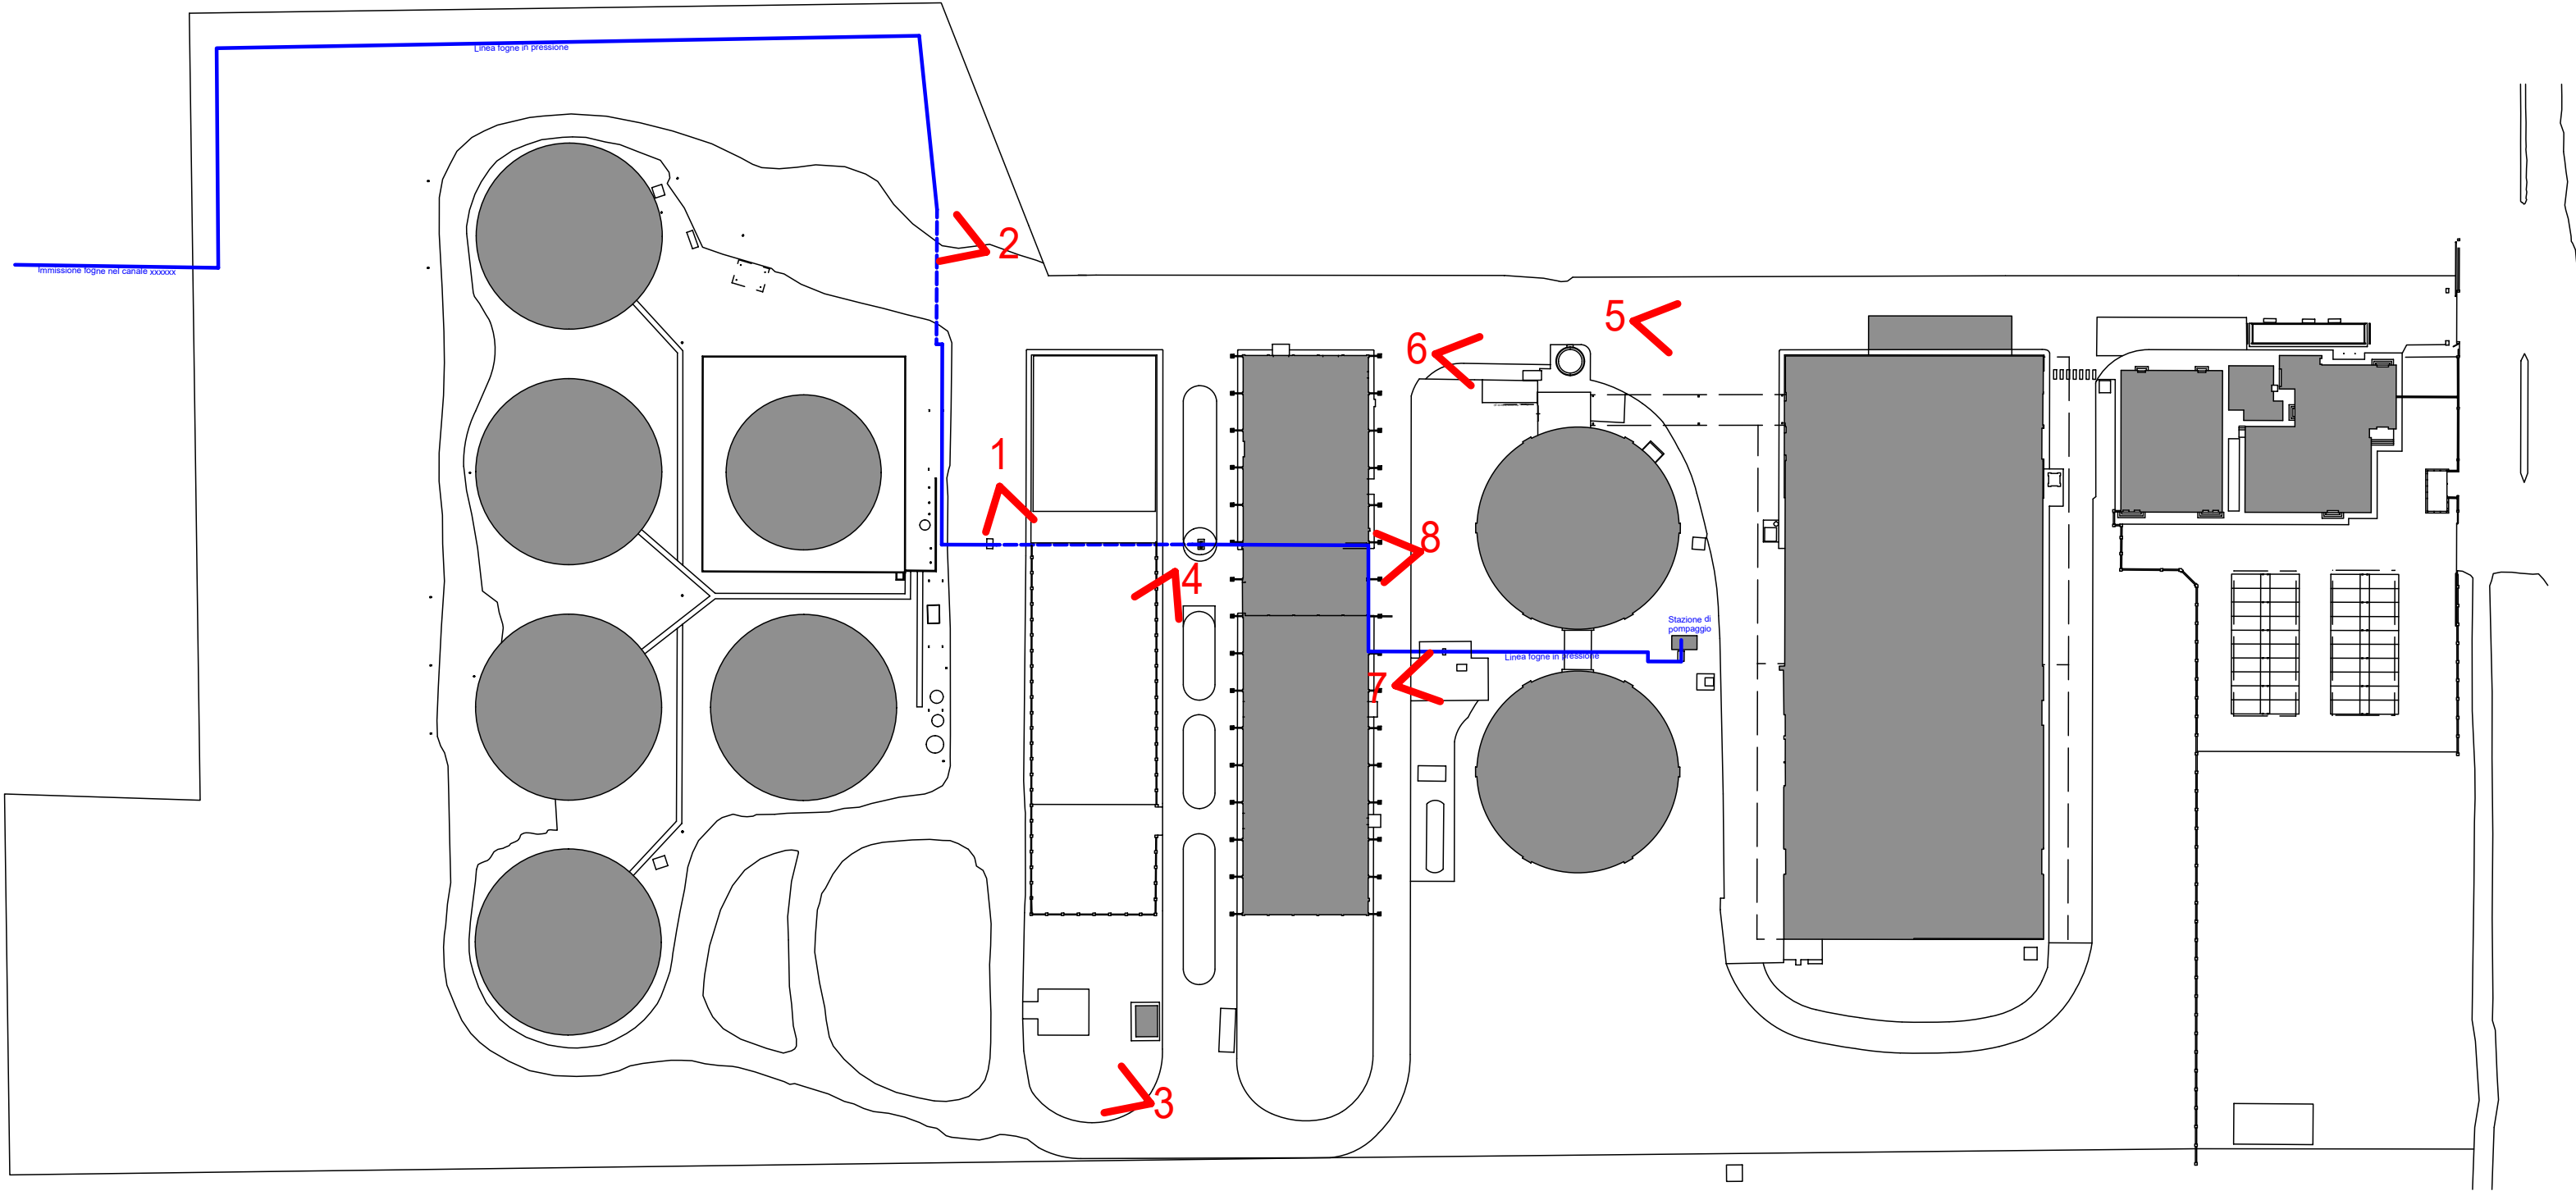 Linea fogne in pressione
2
Immissione fogne nel canale xxxxxx
5
6
1
8
4
Stazione di
pompaggio
Linea fogne in pressione
7
3